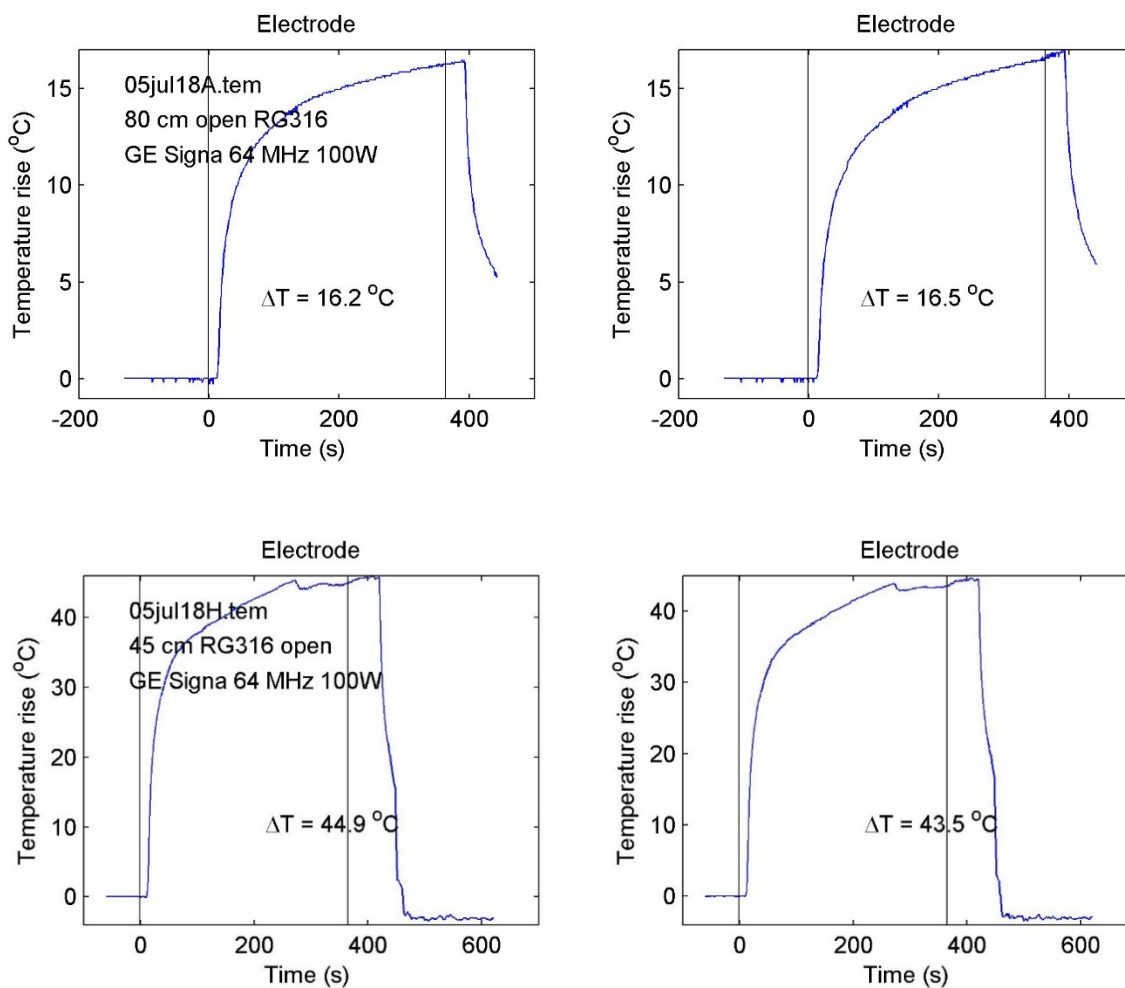 Electrode
Temperature rise (°C)
15
10
5
0
05jul18A.tem
80 cm open RG316
GE Signa 64 MHz 100W
ΔT = 16.2 °C
-200 0 200 400
Time (s)
Electrode
Temperature rise (°C)
15
10
5
0
ΔT = 16.5 °C
-200 0 200 400
Time (s)
Electrode
Temperature rise (°C)
40
30
20
10
0
05jul18H.tem
45 cm RG316 open
GE Signa 64 MHz 100W
ΔT = 44.9 °C
0 200 400 600
Time (s)
Electrode
Temperature rise (°C)
40
30
20
10
0
ΔT = 43.5 °C
0 200 400 600
Time (s)